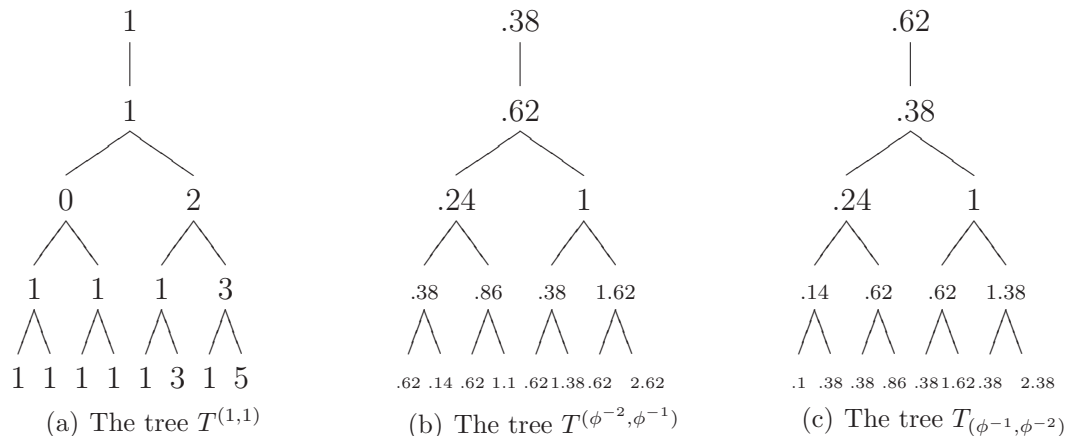 1 .38 .62
1 .62 .38
0 2 .24 1 .24 1
1 1 1 3 .38 .86 .38 1.62 .14 .62 .62 1.38
1 1 1 1 1 3 1 5 .62 .14 .62 1.1 .62 1.38 .62 2.62 .1 .38 .38 .86 .38 1.62 .38 2.38
(a) The tree T^{(1,1)} (b) The tree T^{(ϕ^{-2},ϕ^{-1})} (c) The tree T_{(ϕ^{-1},ϕ^{-2})}